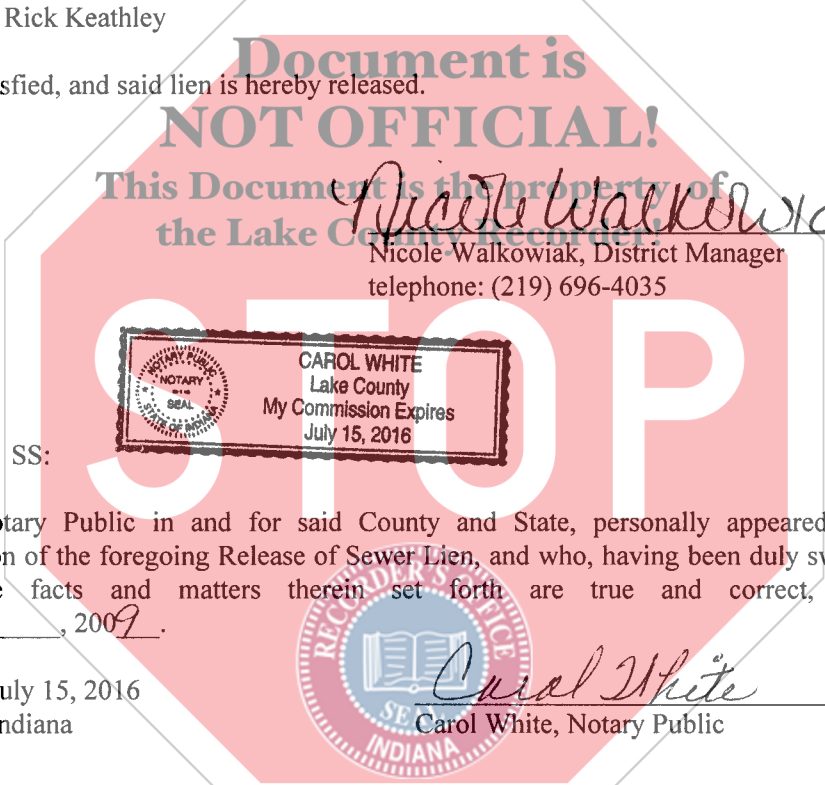 Rick Keathley
Document is
sfied, and said lien is hereby released.
NOT OFFICIAL!
This Document is the property of
the Lake County Recorder!
Nicole Walkowiak
Nicole Walkowiak, District Manager
telephone: (219) 696-4035
STOP
NOTARY PUBLIC
NOTARY
SEAL
STATE OF INDIANA
CAROL WHITE
Lake County
My Commission Expires
July 15, 2016
SS:
tary Public in and for said County and State, personally appeared
on of the foregoing Release of Sewer Lien, and who, having been duly sw
e facts and matters therein set forth are true and correct,
, 2009.
RECORDER'S OFFICE
SEAL
INDIANA
uly 15, 2016
ndiana
Carol White
Carol White, Notary Public